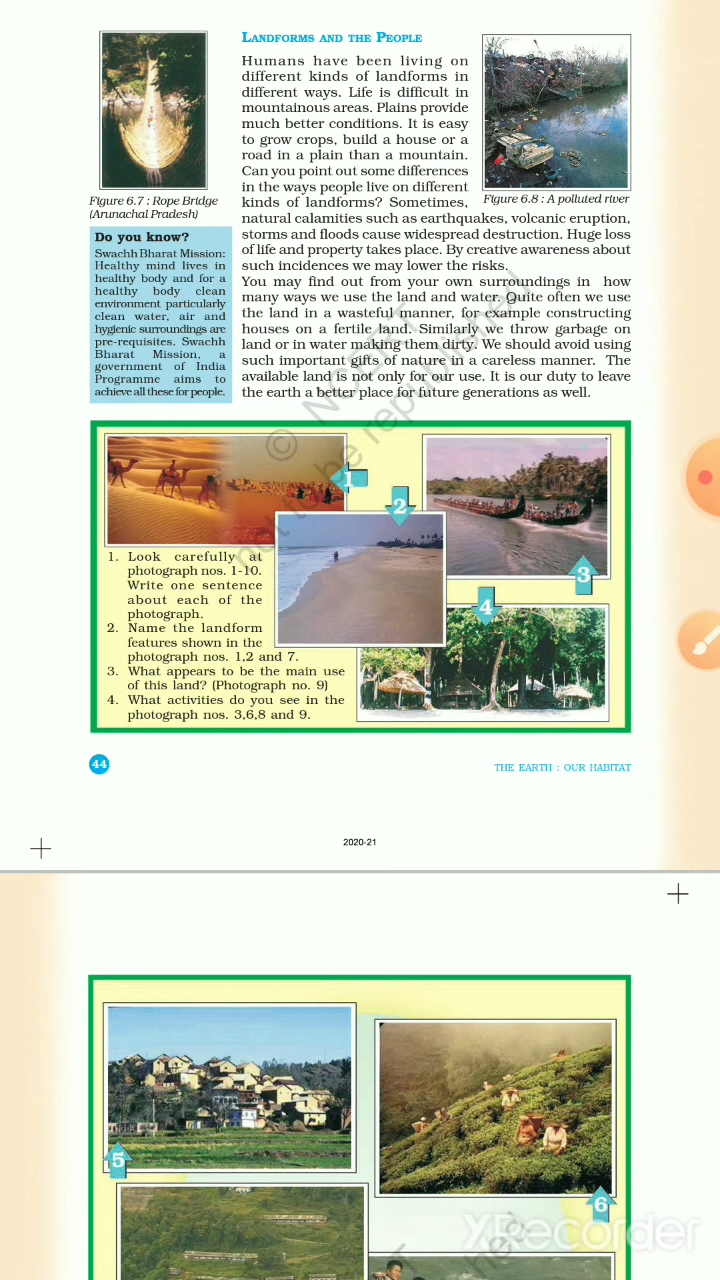 LANDFORMS AND THE PEOPLE
Humans have been living on
different kinds of landforms in
different ways. Life is difficult in
mountainous areas. Plains provide
much better conditions. It is easy
to grow crops, build a house or a
road in a plain than a mountain.
Can you point out some differences
in the ways people live on different
kinds of landforms? Sometimes,
natural calamities such as earthquakes, volcanic eruption,
storms and floods cause widespread destruction. Huge loss
of life and property takes place. By creative awareness about
such incidences we may lower the risks.
You may find out from your own surroundings in how
many ways we use the land and water. Quite often we use
the land in a wasteful manner, for example constructing
houses on a fertile land. Similarly we throw garbage on
land or in water making them dirty. We should avoid using
such important gifts of nature in a careless manner. The
available land is not only for our use. It is our duty to leave
the earth a better place for future generations as well.
Figure 6.7 : Rope Bridge
(Arunachal Pradesh)
Figure 6.8 : A polluted river
Do you know?
Swachh Bharat Mission:
Healthy mind lives in
healthy body and for a
healthy body clean
environment particularly
clean water, air and
hygienic surroundings are
pre-requisites. Swachh
Bharat Mission, a
government of India
Programme aims to
achieve all these for people.
© NCERT
not to be republished
1
2
3
4
1. Look carefully at
photograph nos. 1-10.
Write one sentence
about each of the
photograph.
2. Name the landform
features shown in the
photograph nos. 1,2 and 7.
3. What appears to be the main use
of this land? (Photograph no. 9)
4. What activities do you see in the
photograph nos. 3,6,8 and 9.
44
THE EARTH : OUR HABITAT
2020-21
5
6
XRecorder